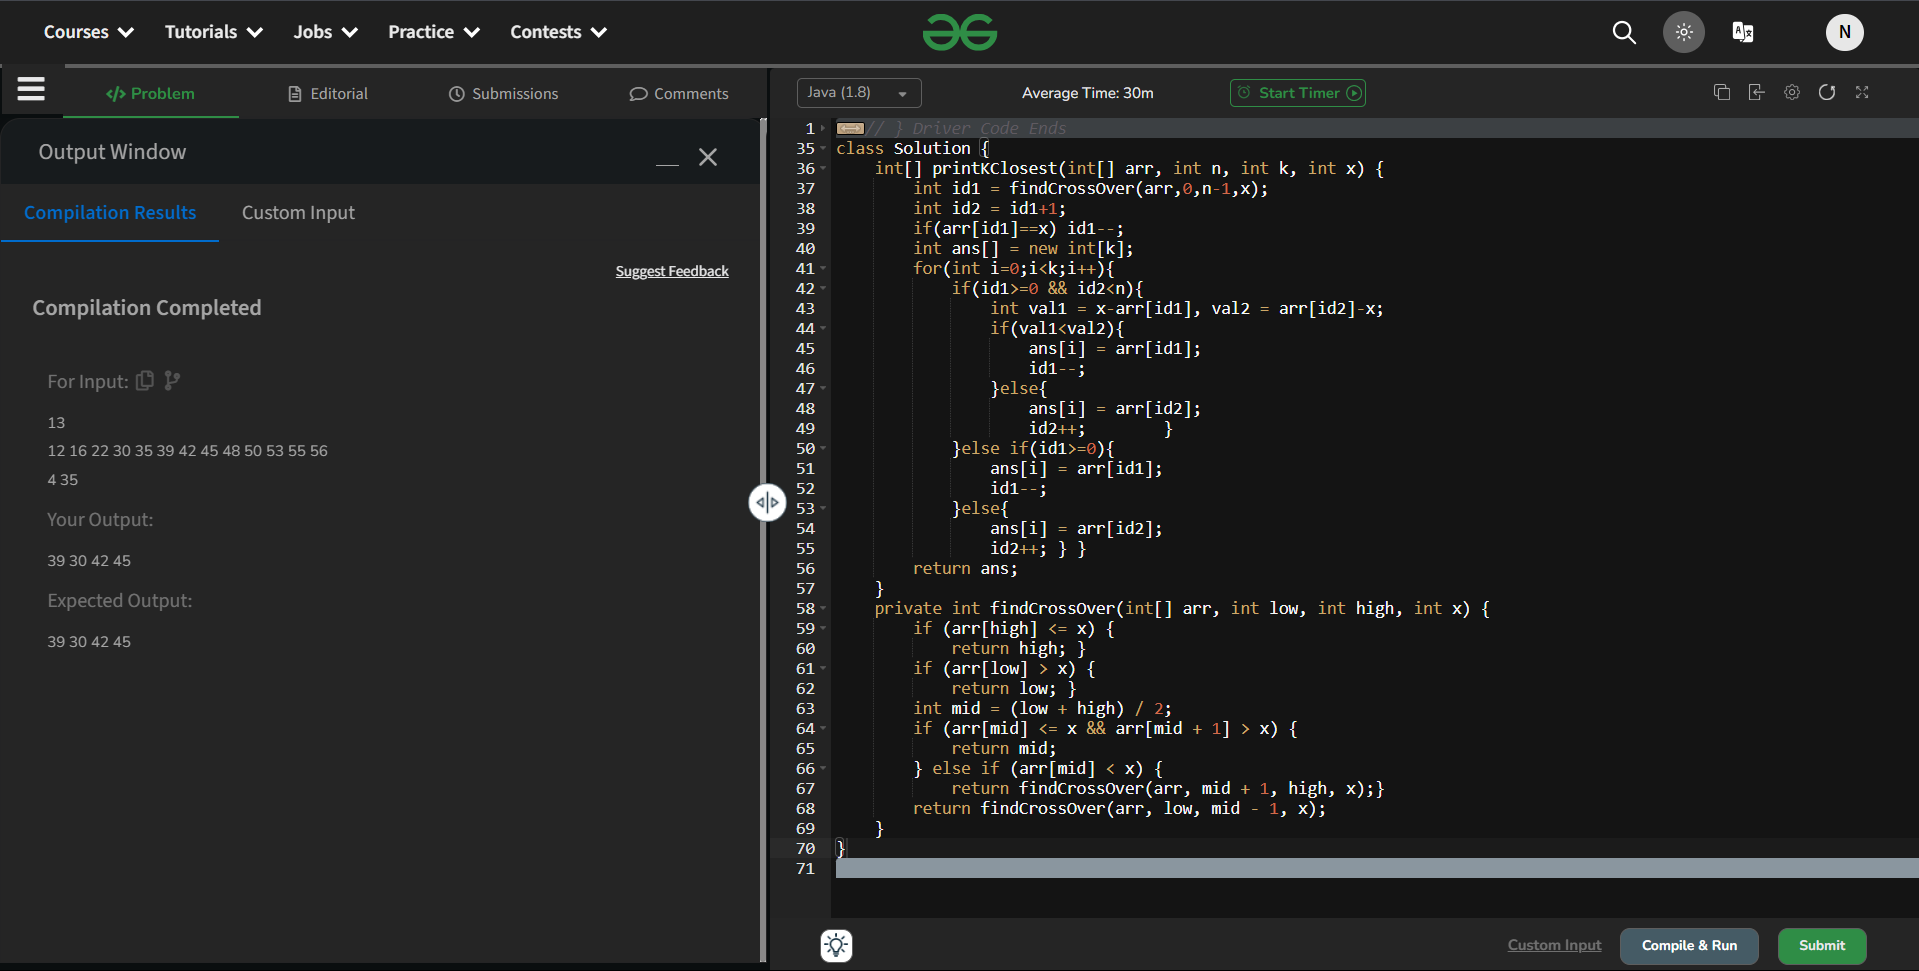 Courses Tutorials Jobs Practice Contests N
Problem Editorial Submissions Comments Java (1.8) Average Time: 30m Start Timer
Output Window
Compilation Results Custom Input
Suggest Feedback
Compilation Completed
For Input:
13
12 16 22 30 35 39 42 45 48 50 53 55 56
4 35
Your Output:
39 30 42 45
Expected Output:
39 30 42 45
1 // } Driver Code Ends
35 class Solution {
36     int[] printKClosest(int[] arr, int n, int k, int x) {
37         int id1 = findCrossOver(arr,0,n-1,x);
38         int id2 = id1+1;
39         if(arr[id1]==x) id1--;
40         int ans[] = new int[k];
41         for(int i=0;i<k;i++){
42             if(id1>=0 && id2<n){
43                 int val1 = x-arr[id1], val2 = arr[id2]-x;
44                 if(val1<val2){
45                     ans[i] = arr[id1];
46                     id1--;
47                 }else{
48                     ans[i] = arr[id2];
49                     id2++;        }
50             }else if(id1>=0){
51                 ans[i] = arr[id1];
52                 id1--;
53             }else{
54                 ans[i] = arr[id2];
55                 id2++; } }
56         return ans;
57     }
58     private int findCrossOver(int[] arr, int low, int high, int x) {
59         if (arr[high] <= x) {
60             return high; }
61         if (arr[low] > x) {
62             return low; }
63         int mid = (low + high) / 2;
64         if (arr[mid] <= x && arr[mid + 1] > x) {
65             return mid;
66         } else if (arr[mid] < x) {
67             return findCrossOver(arr, mid + 1, high, x);}
68         return findCrossOver(arr, low, mid - 1, x);
69     }
70 }
71
Custom Input Compile & Run Submit